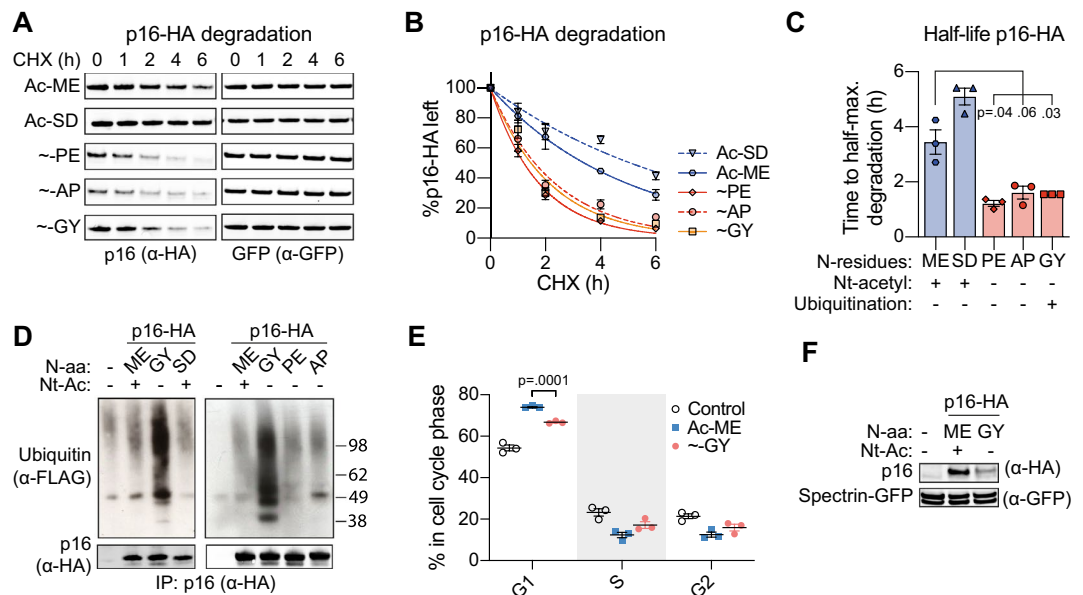 A
p16-HA degradation
CHX (h) 0 1 2 4 6 0 1 2 4 6
Ac-ME
Ac-SD
~-PE
~-AP
~-GY
p16 (α-HA) GFP (α-GFP)
B
p16-HA degradation
%p16-HA left
100
80
60
40
20
0
0 2 4 6
CHX (h)
Ac-SD
Ac-ME
~PE
~AP
~GY
C
Half-life p16-HA
Time to half-max.
degradation (h)
6
4
2
0
p=.04 .06 .03
N-residues: ME SD PE AP GY
Nt-acetyl: + + - - -
Ubiquitination: - - - - +
D
p16-HA p16-HA
N-aa: - ME GY SD - ME GY PE AP
Nt-Ac: + - + - + - - -
Ubiquitin
(α-FLAG)
98
62
49
38
p16
(α-HA)
IP: p16 (α-HA)
E
% in cell cycle phase
80
60
40
20
0
p=.0001
Control
Ac-ME
~-GY
G1 S G2
F
p16-HA
N-aa: - ME GY
Nt-Ac: - + -
p16 (α-HA)
Spectrin-GFP (α-GFP)